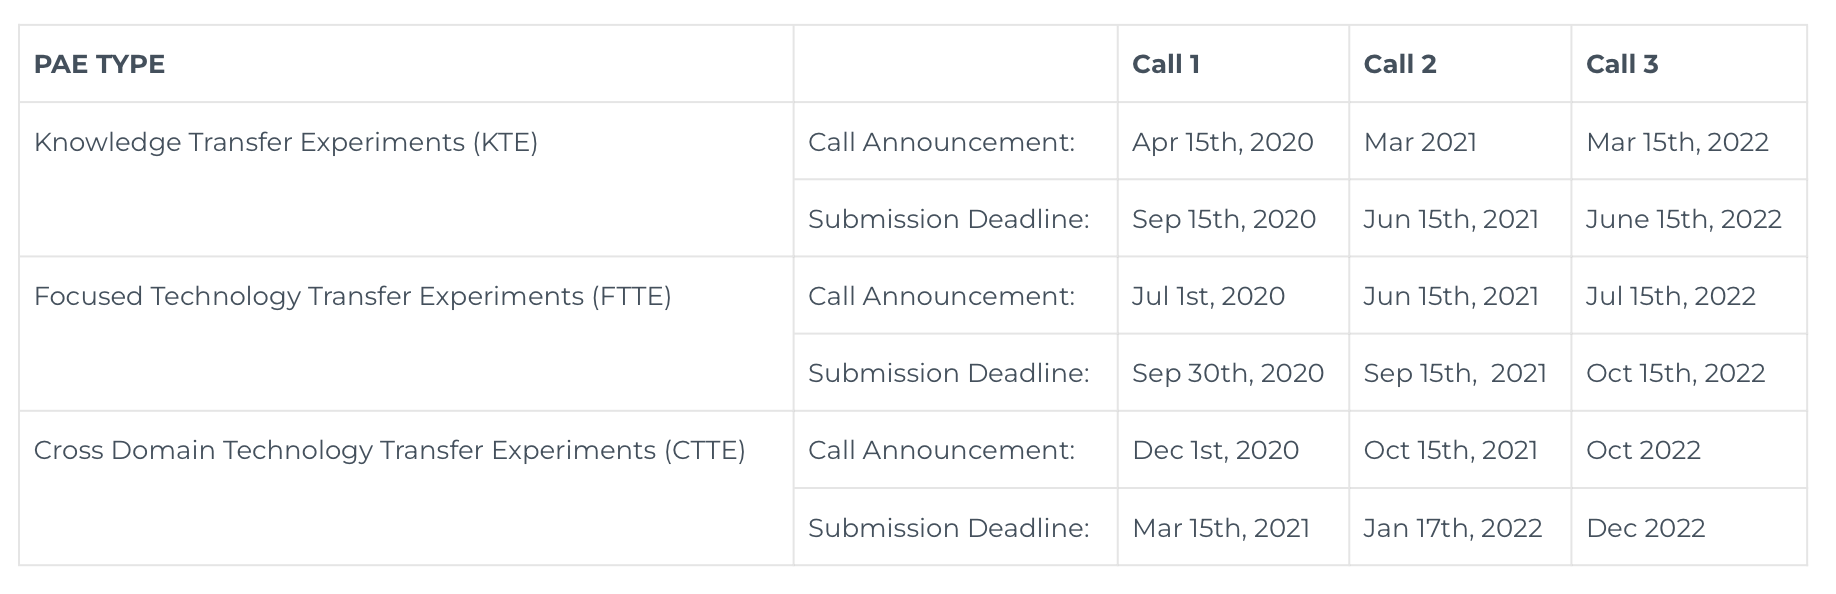 PAE TYPE Call 1 Call 2 Call 3
Knowledge Transfer Experiments (KTE) Call Announcement: Apr 15th, 2020 Mar 2021 Mar 15th, 2022
Submission Deadline: Sep 15th, 2020 Jun 15th, 2021 June 15th, 2022
Focused Technology Transfer Experiments (FTTE) Call Announcement: Jul 1st, 2020 Jun 15th, 2021 Jul 15th, 2022
Submission Deadline: Sep 30th, 2020 Sep 15th,  2021 Oct 15th, 2022
Cross Domain Technology Transfer Experiments (CTTE) Call Announcement: Dec 1st, 2020 Oct 15th, 2021 Oct 2022
Submission Deadline: Mar 15th, 2021 Jan 17th, 2022 Dec 2022